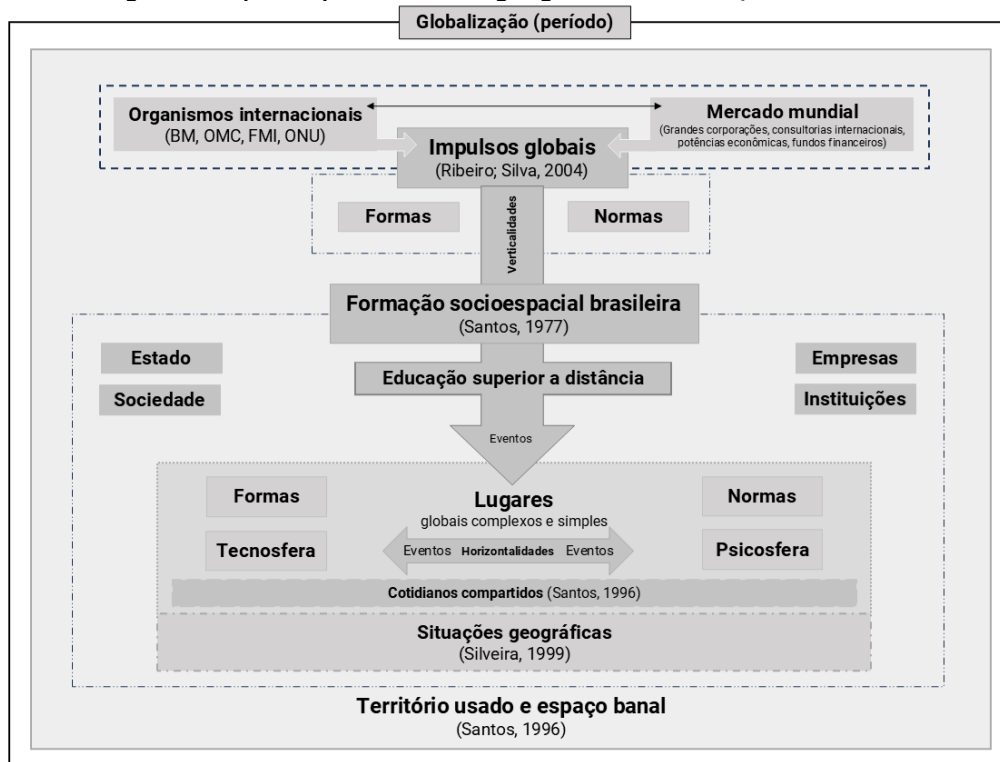 Globalização (período)
Organismos internacionais
(BM, OMC, FMI, ONU)
Mercado mundial
(Grandes corporações, consultorias internacionais,
potências econômicas, fundos financeiros)
Impulsos globais
(Ribeiro; Silva, 2004)
Formas
Verticalidades
Normas
Formação socioespacial brasileira
(Santos, 1977)
Estado
Empresas
Educação superior a distância
Sociedade
Instituições
Eventos
Formas
Lugares
globais complexos e simples
Normas
Tecnosfera
Eventos Horizontalidades Eventos
Psicosfera
Cotidianos compartidos (Santos, 1996)
Situações geográficas
(Silveira, 1999)
Território usado e espaço banal
(Santos, 1996)